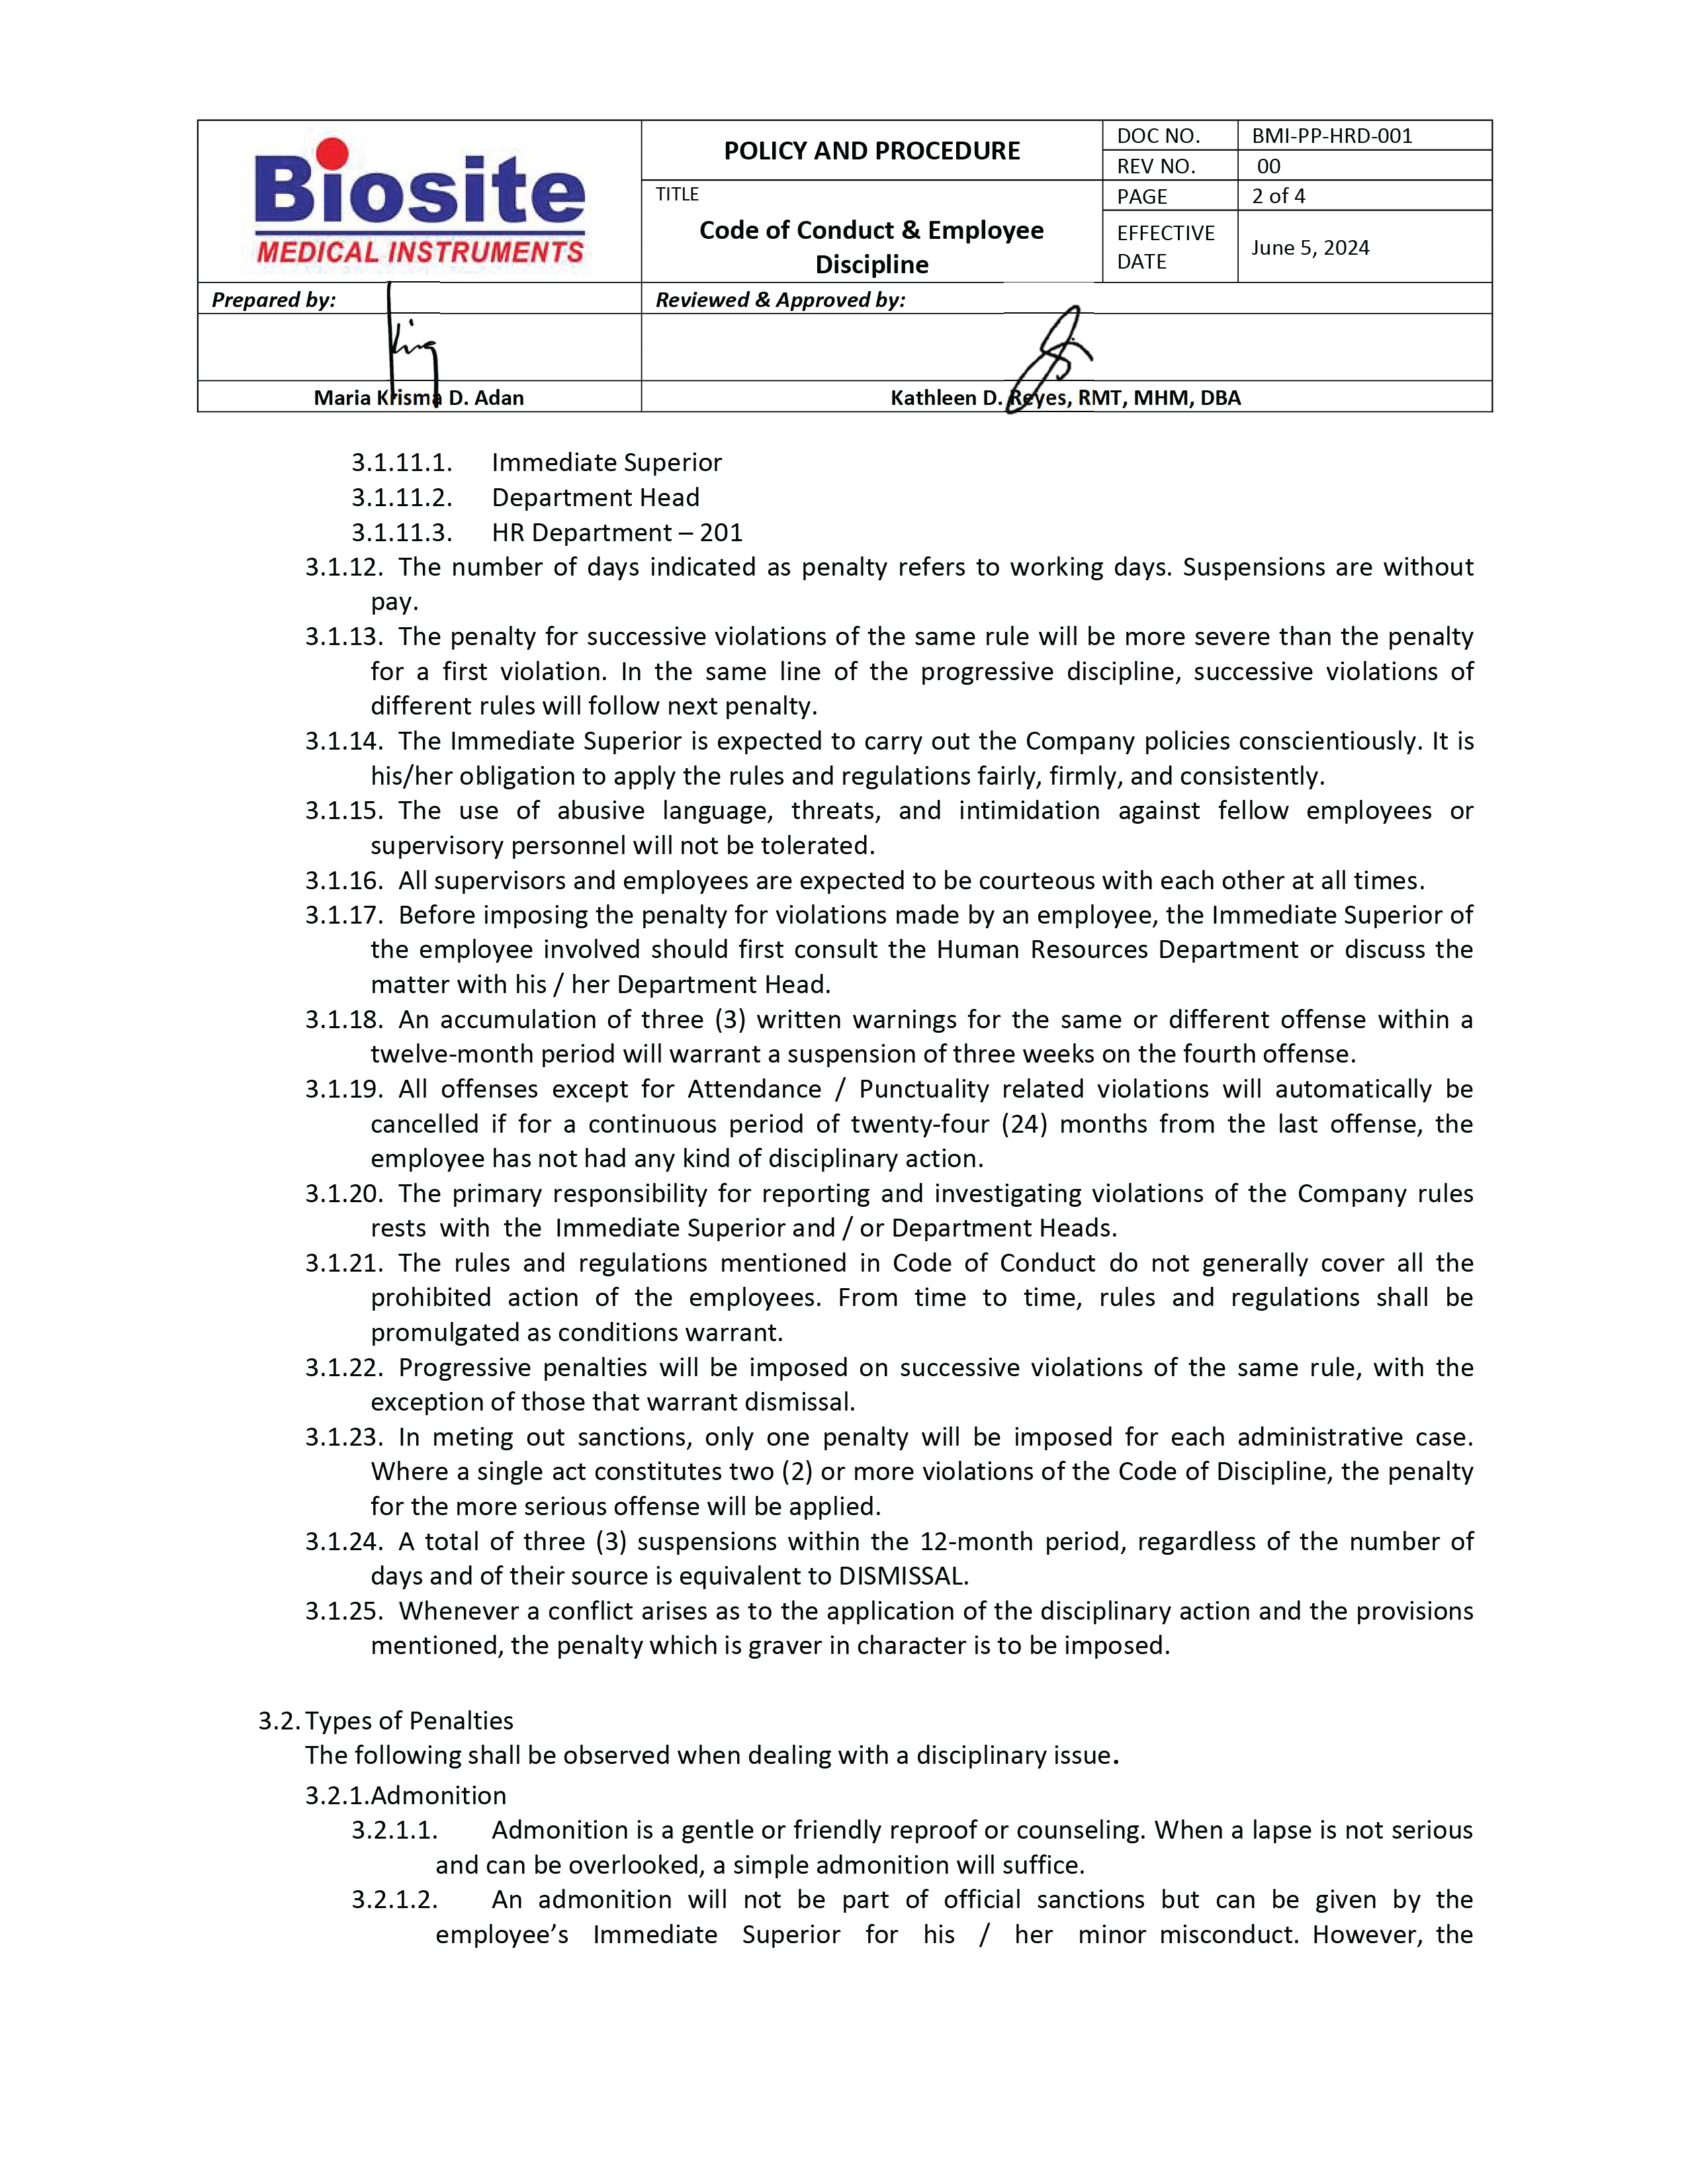 Biosite
MEDICAL INSTRUMENTS
POLICY AND PROCEDURE
DOC NO. BMI-PP-HRD-001
REV NO. 00
TITLE
Code of Conduct & Employee
Discipline
PAGE 2 of 4
EFFECTIVE
DATE
June 5, 2024
Prepared by: Reviewed & Approved by:
Maria Krisma D. Adan Kathleen D. Reyes, RMT, MHM, DBA
3.1.11.1. Immediate Superior
3.1.11.2. Department Head
3.1.11.3. HR Department – 201
3.1.12. The number of days indicated as penalty refers to working days. Suspensions are without
pay.
3.1.13. The penalty for successive violations of the same rule will be more severe than the penalty
for a first violation. In the same line of the progressive discipline, successive violations of
different rules will follow next penalty.
3.1.14. The Immediate Superior is expected to carry out the Company policies conscientiously. It is
his/her obligation to apply the rules and regulations fairly, firmly, and consistently.
3.1.15. The use of abusive language, threats, and intimidation against fellow employees or
supervisory personnel will not be tolerated.
3.1.16. All supervisors and employees are expected to be courteous with each other at all times.
3.1.17. Before imposing the penalty for violations made by an employee, the Immediate Superior of
the employee involved should first consult the Human Resources Department or discuss the
matter with his / her Department Head.
3.1.18. An accumulation of three (3) written warnings for the same or different offense within a
twelve-month period will warrant a suspension of three weeks on the fourth offense.
3.1.19. All offenses except for Attendance / Punctuality related violations will automatically be
cancelled if for a continuous period of twenty-four (24) months from the last offense, the
employee has not had any kind of disciplinary action.
3.1.20. The primary responsibility for reporting and investigating violations of the Company rules
rests with the Immediate Superior and / or Department Heads.
3.1.21. The rules and regulations mentioned in Code of Conduct do not generally cover all the
prohibited action of the employees. From time to time, rules and regulations shall be
promulgated as conditions warrant.
3.1.22. Progressive penalties will be imposed on successive violations of the same rule, with the
exception of those that warrant dismissal.
3.1.23. In meting out sanctions, only one penalty will be imposed for each administrative case.
Where a single act constitutes two (2) or more violations of the Code of Discipline, the penalty
for the more serious offense will be applied.
3.1.24. A total of three (3) suspensions within the 12-month period, regardless of the number of
days and of their source is equivalent to DISMISSAL.
3.1.25. Whenever a conflict arises as to the application of the disciplinary action and the provisions
mentioned, the penalty which is graver in character is to be imposed.
3.2. Types of Penalties
The following shall be observed when dealing with a disciplinary issue.
3.2.1.Admonition
3.2.1.1. Admonition is a gentle or friendly reproof or counseling. When a lapse is not serious
and can be overlooked, a simple admonition will suffice.
3.2.1.2. An admonition will not be part of official sanctions but can be given by the
employee’s Immediate Superior for his / her minor misconduct. However, the